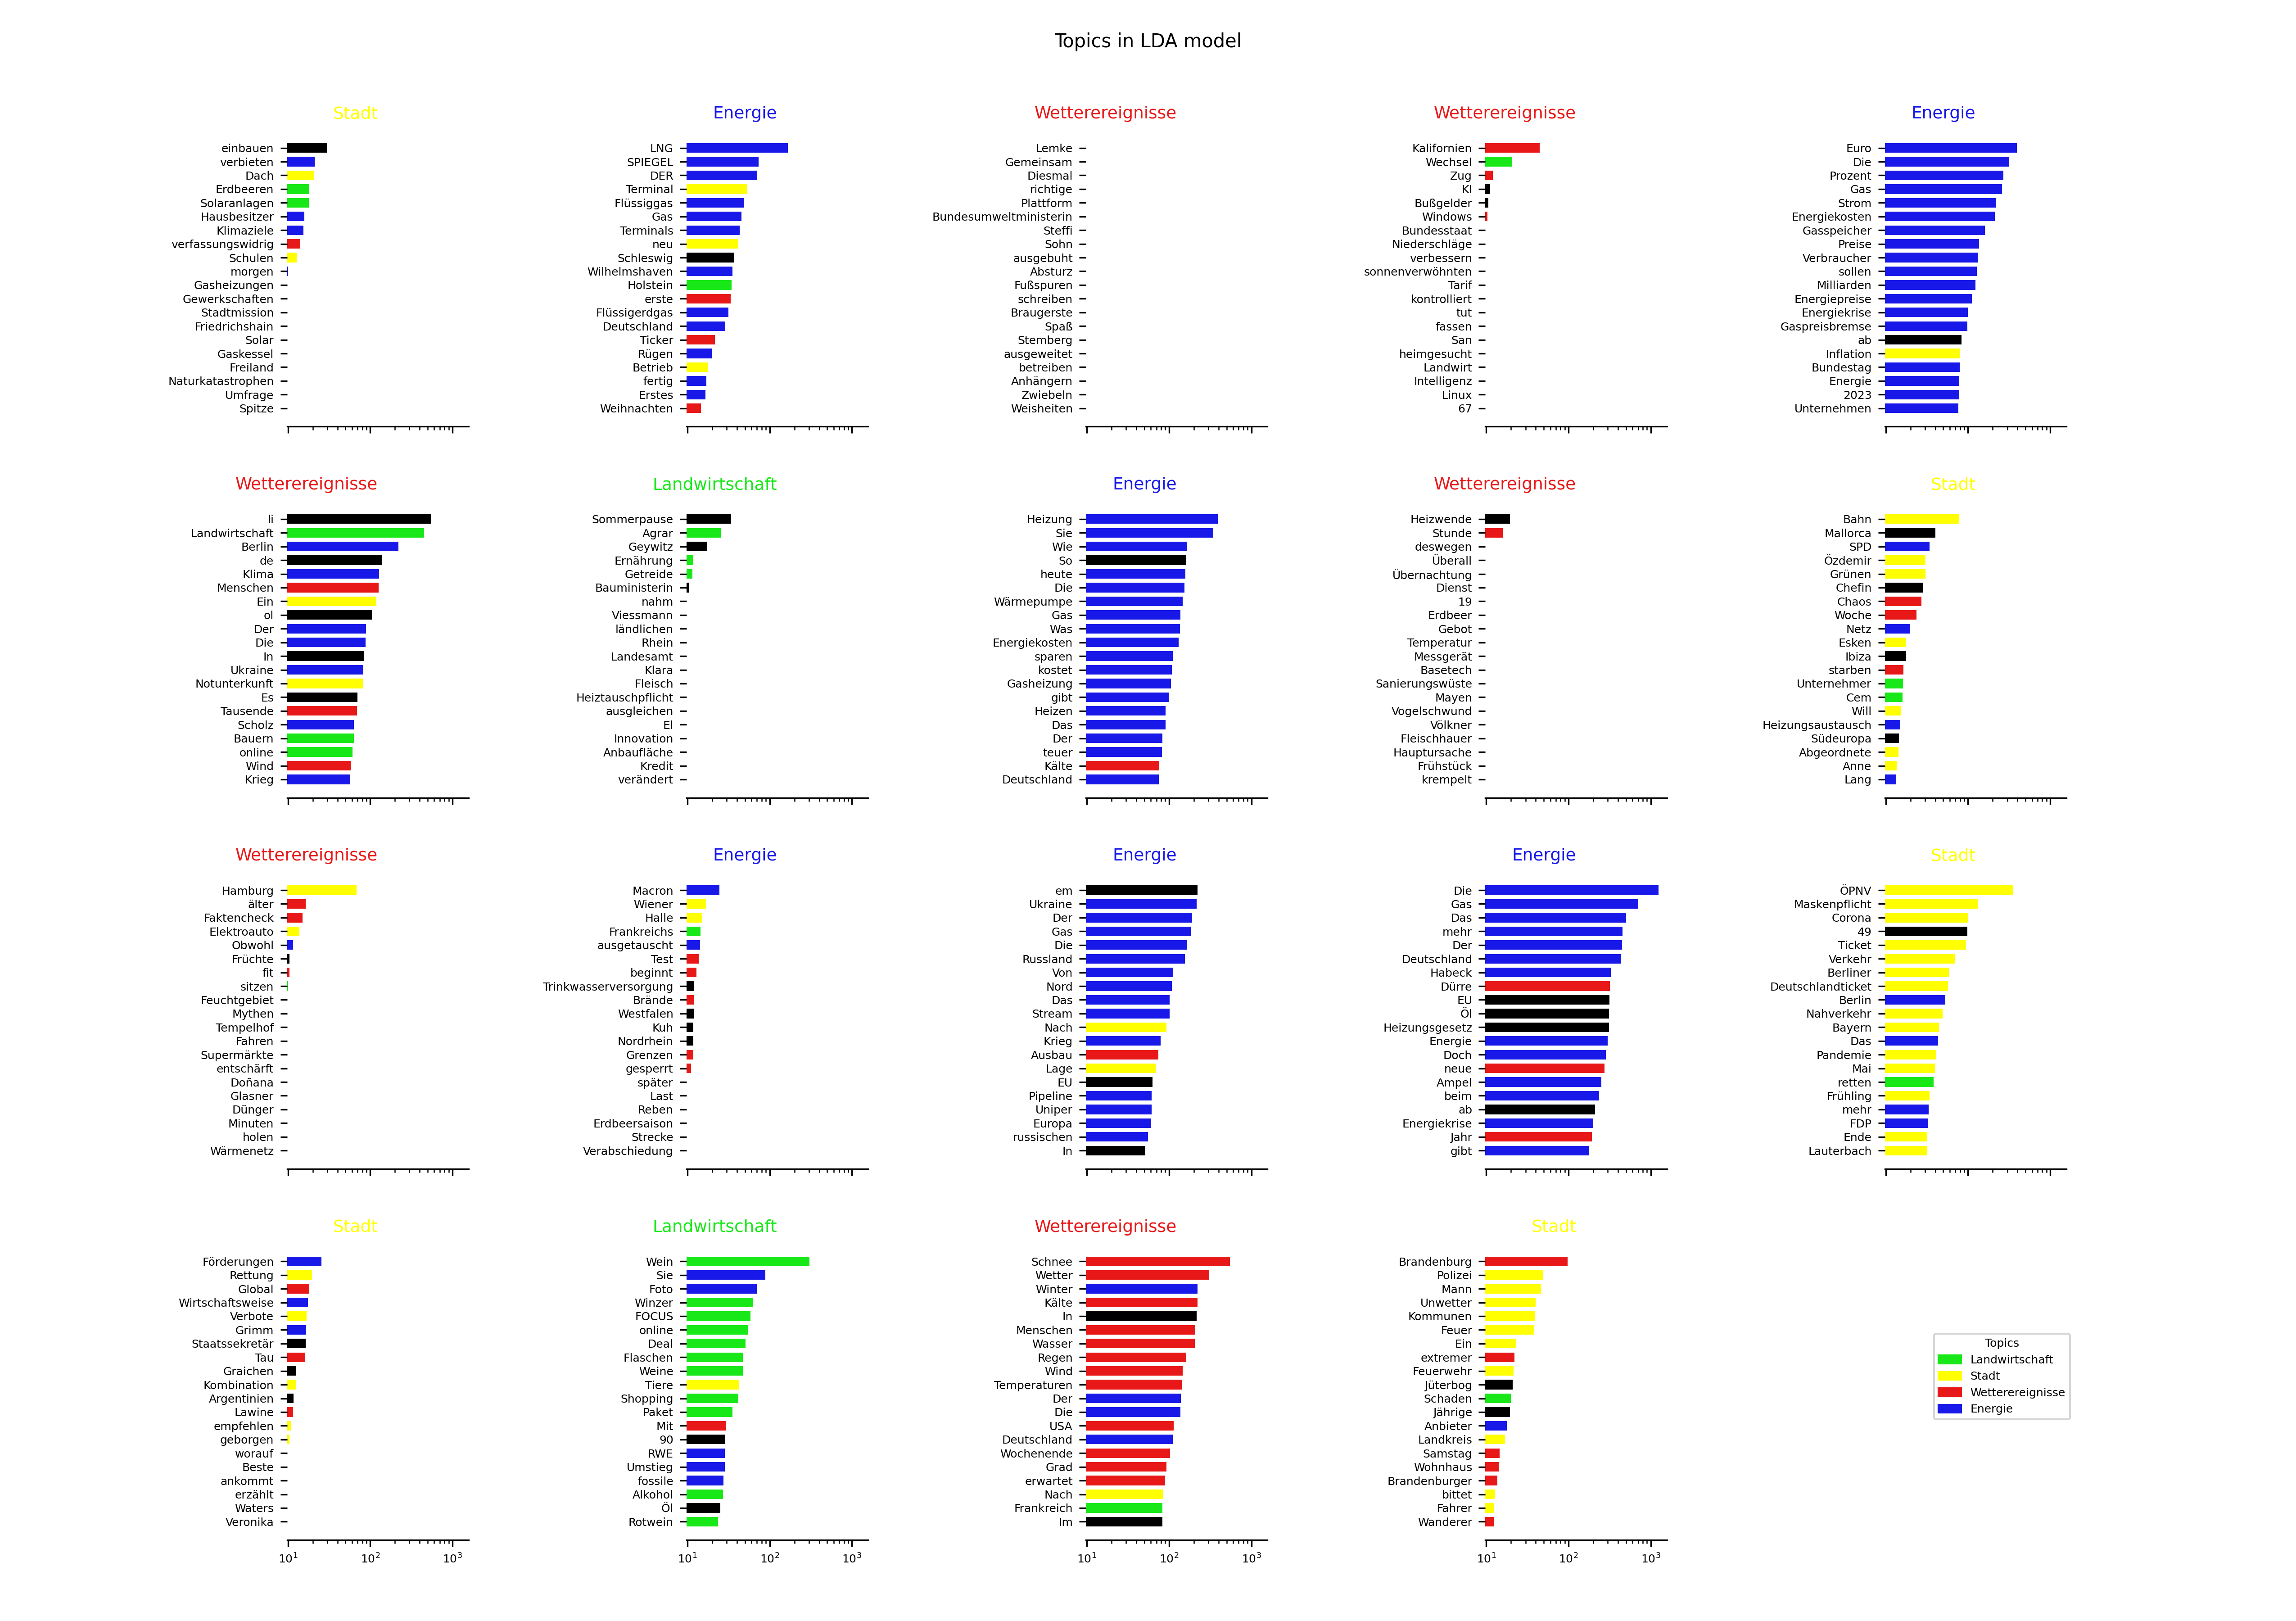 Topics in LDA model
Stadt
einbauen
verbieten
Dach
Erdbeeren
Solaranlagen
Hausbesitzer
Klimaziele
verfassungswidrig
Schulen
morgen
Gasheizungen
Gewerkschaften
Stadtmission
Friedrichshain
Solar
Gaskessel
Freiland
Naturkatastrophen
Umfrage
Spitze
Energie
LNG
SPIEGEL
DER
Terminal
Flüssiggas
Gas
Terminals
neu
Schleswig
Wilhelmshaven
Holstein
erste
Flüssigerdgas
Deutschland
Ticker
Rügen
Betrieb
fertig
Erstes
Weihnachten
Wetterereignisse
Lemke
Gemeinsam
Diesmal
richtige
Plattform
Bundesumweltministerin
Steffi
Sohn
ausgebuht
Absturz
Fußspuren
schreiben
Braugerste
Spaß
Stemberg
ausgeweitet
betreiben
Anhängern
Zwiebeln
Weisheiten
Wetterereignisse
Kalifornien
Wechsel
Zug
KI
Bußgelder
Windows
Bundesstaat
Niederschläge
verbessern
sonnenverwöhnten
Tarif
kontrolliert
tut
fassen
San
heimgesucht
Landwirt
Intelligenz
Linux
67
Energie
Euro
Die
Prozent
Gas
Strom
Energiekosten
Gasspeicher
Preise
Verbraucher
sollen
Milliarden
Energiepreise
Energiekrise
Gaspreisbremse
ab
Inflation
Bundestag
Energie
2023
Unternehmen
Wetterereignisse
li
Landwirtschaft
Berlin
de
Klima
Menschen
Ein
ol
Der
Die
In
Ukraine
Notunterkunft
Es
Tausende
Scholz
Bauern
online
Wind
Krieg
Landwirtschaft
Sommerpause
Agrar
Geywitz
Ernährung
Getreide
Bauministerin
nahm
Viessmann
ländlichen
Rhein
Landesamt
Klara
Fleisch
Heiztauschpflicht
ausgleichen
El
Innovation
Anbaufläche
Kredit
verändert
Energie
Heizung
Sie
Wie
So
heute
Die
Wärmepumpe
Gas
Was
Energiekosten
sparen
kostet
Gasheizung
gibt
Heizen
Das
Der
teuer
Kälte
Deutschland
Wetterereignisse
Heizwende
Stunde
deswegen
Überall
Übernachtung
Dienst
19
Erdbeer
Gebot
Temperatur
Messgerät
Basetech
Sanierungswüste
Mayen
Vogelschwund
Völkner
Fleischhauer
Hauptursache
Frühstück
krempelt
Stadt
Bahn
Mallorca
SPD
Özdemir
Grünen
Chefin
Chaos
Woche
Netz
Esken
Ibiza
starben
Unternehmer
Cem
Will
Heizungsaustausch
Südeuropa
Abgeordnete
Anne
Lang
Wetterereignisse
Hamburg
älter
Faktencheck
Elektroauto
Obwohl
Früchte
fit
sitzen
Feuchtgebiet
Mythen
Tempelhof
Fahren
Supermärkte
entschärft
Doñana
Glasner
Dünger
Minuten
holen
Wärmenetz
Energie
Macron
Wiener
Halle
Frankreichs
ausgetauscht
Test
beginnt
Trinkwasserversorgung
Brände
Westfalen
Kuh
Nordrhein
Grenzen
gesperrt
später
Last
Reben
Erdbeersaison
Strecke
Verabschiedung
Energie
em
Ukraine
Der
Gas
Die
Russland
Von
Nord
Das
Stream
Nach
Krieg
Ausbau
Lage
EU
Pipeline
Uniper
Europa
russischen
In
Energie
Die
Gas
Das
mehr
Der
Deutschland
Habeck
Dürre
EU
Öl
Heizungsgesetz
Energie
Doch
neue
Ampel
beim
ab
Energiekrise
Jahr
gibt
Stadt
ÖPNV
Maskenpflicht
Corona
49
Ticket
Verkehr
Berliner
Deutschlandticket
Berlin
Nahverkehr
Bayern
Das
Pandemie
Mai
retten
Frühling
mehr
FDP
Ende
Lauterbach
Stadt
Förderungen
Rettung
Global
Wirtschaftsweise
Verbote
Grimm
Staatssekretär
Tau
Graichen
Kombination
Argentinien
Lawine
empfehlen
geborgen
worauf
Beste
ankommt
erzählt
Waters
Veronika
10¹ 10² 10³
Landwirtschaft
Wein
Sie
Foto
Winzer
FOCUS
online
Deal
Flaschen
Weine
Tiere
Shopping
Paket
Mit
90
RWE
Umstieg
fossile
Alkohol
Öl
Rotwein
10¹ 10² 10³
Wetterereignisse
Schnee
Wetter
Winter
Kälte
In
Menschen
Wasser
Regen
Wind
Temperaturen
Der
Die
USA
Deutschland
Wochenende
Grad
erwartet
Nach
Frankreich
Im
10¹ 10² 10³
Stadt
Brandenburg
Polizei
Mann
Unwetter
Kommunen
Feuer
Ein
extremer
Feuerwehr
Jüterbog
Schaden
Jährige
Anbieter
Landkreis
Samstag
Wohnhaus
Brandenburger
bittet
Fahrer
Wanderer
10¹ 10² 10³
Topics
Landwirtschaft
Stadt
Wetterereignisse
Energie